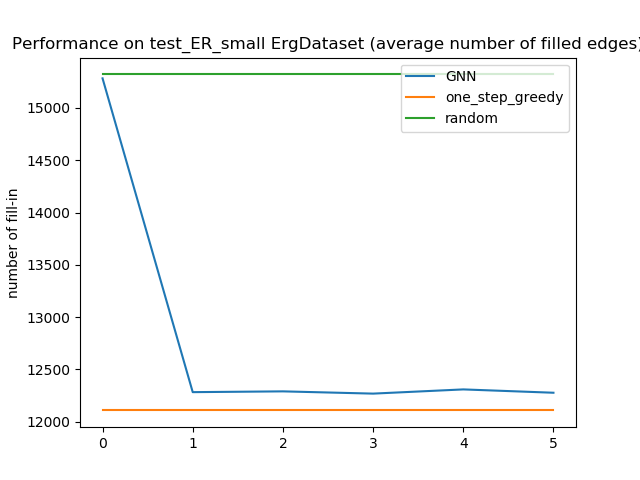 Performance on test_ER_small ErgDataset (average number of filled edges)
number of fill-in
15000
14500
14000
13500
13000
12500
12000
0 1 2 3 4 5
GNN
one_step_greedy
random